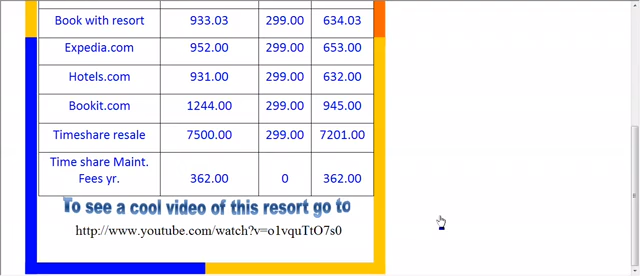 Book with resort 933.03 299.00 634.03
Expedia.com 952.00 299.00 653.00
Hotels.com 931.00 299.00 632.00
Bookit.com 1244.00 299.00 945.00
Timeshare resale 7500.00 299.00 7201.00
Time share Maint.
Fees yr. 362.00 0 362.00
To see a cool video of this resort go to
http://www.youtube.com/watch?v=o1vquTtO7s0